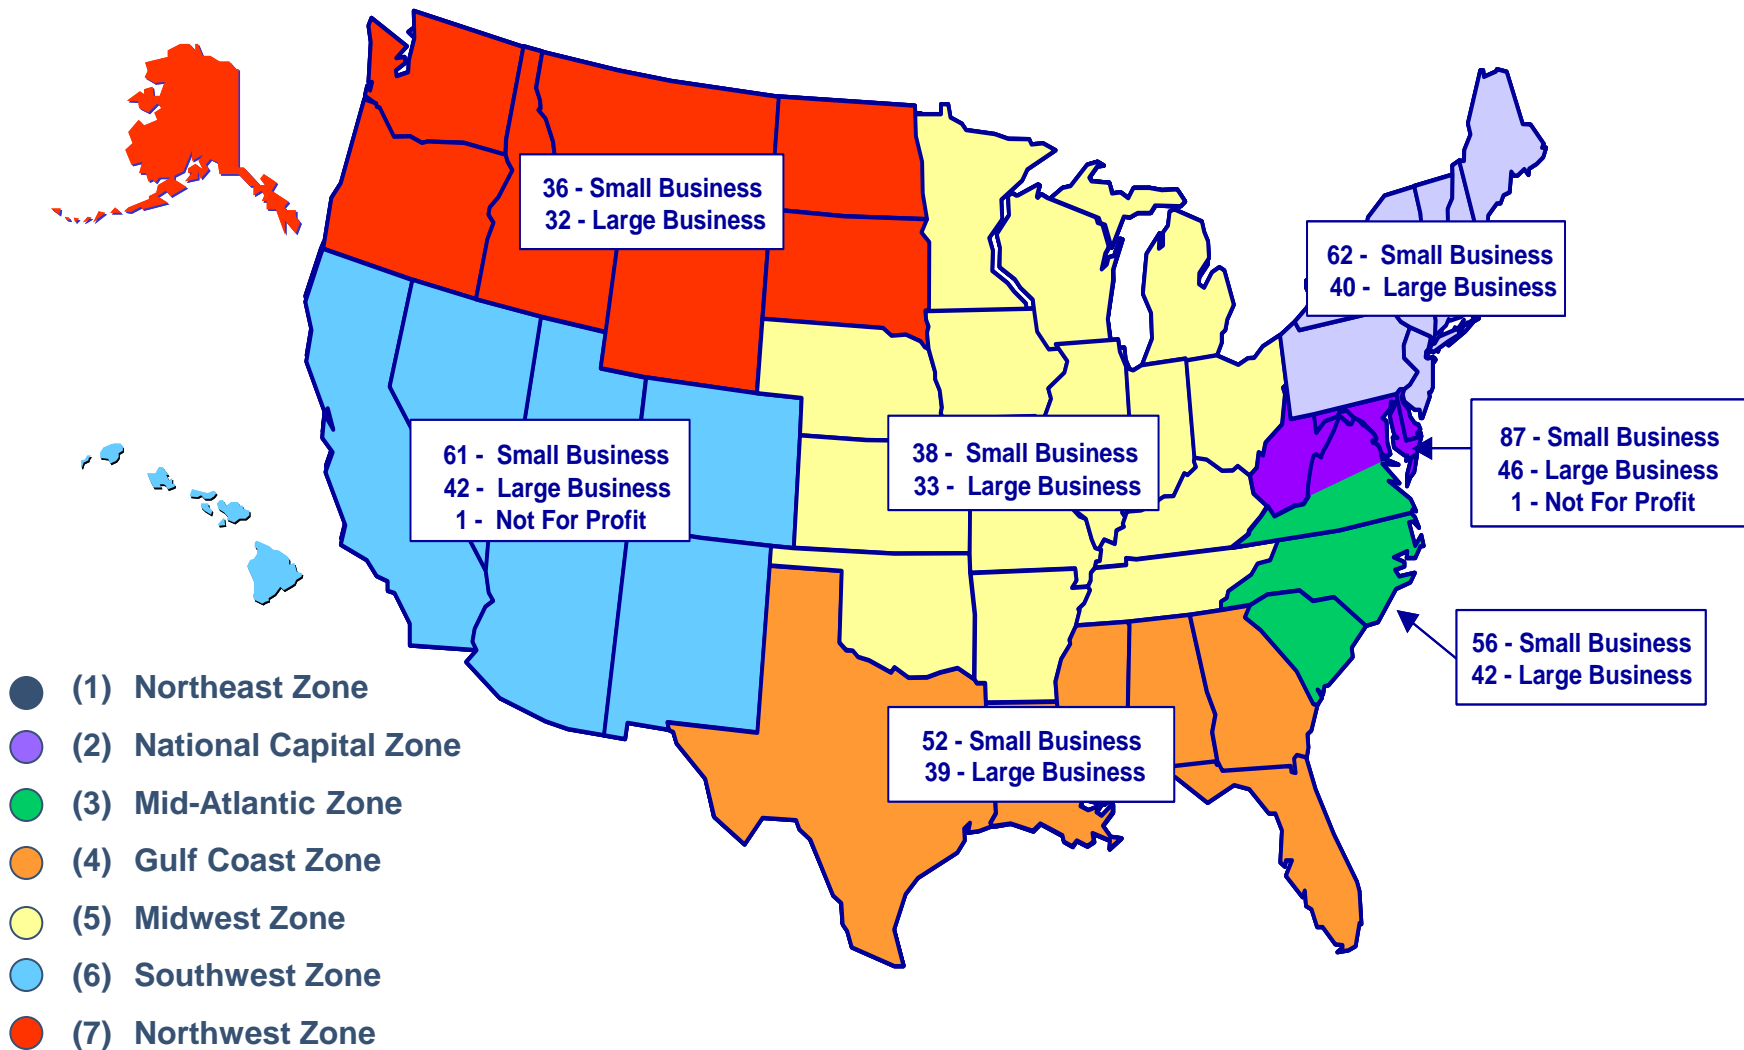 36 - Small Business
32 - Large Business
62 - Small Business
40 - Large Business
87 - Small Business
46 - Large Business
1 - Not For Profit
61 - Small Business
42 - Large Business
1 - Not For Profit
38 - Small Business
33 - Large Business
56 - Small Business
42 - Large Business
52 - Small Business
39 - Large Business
(1) Northeast Zone
(2) National Capital Zone
(3) Mid-Atlantic Zone
(4) Gulf Coast Zone
(5) Midwest Zone
(6) Southwest Zone
(7) Northwest Zone